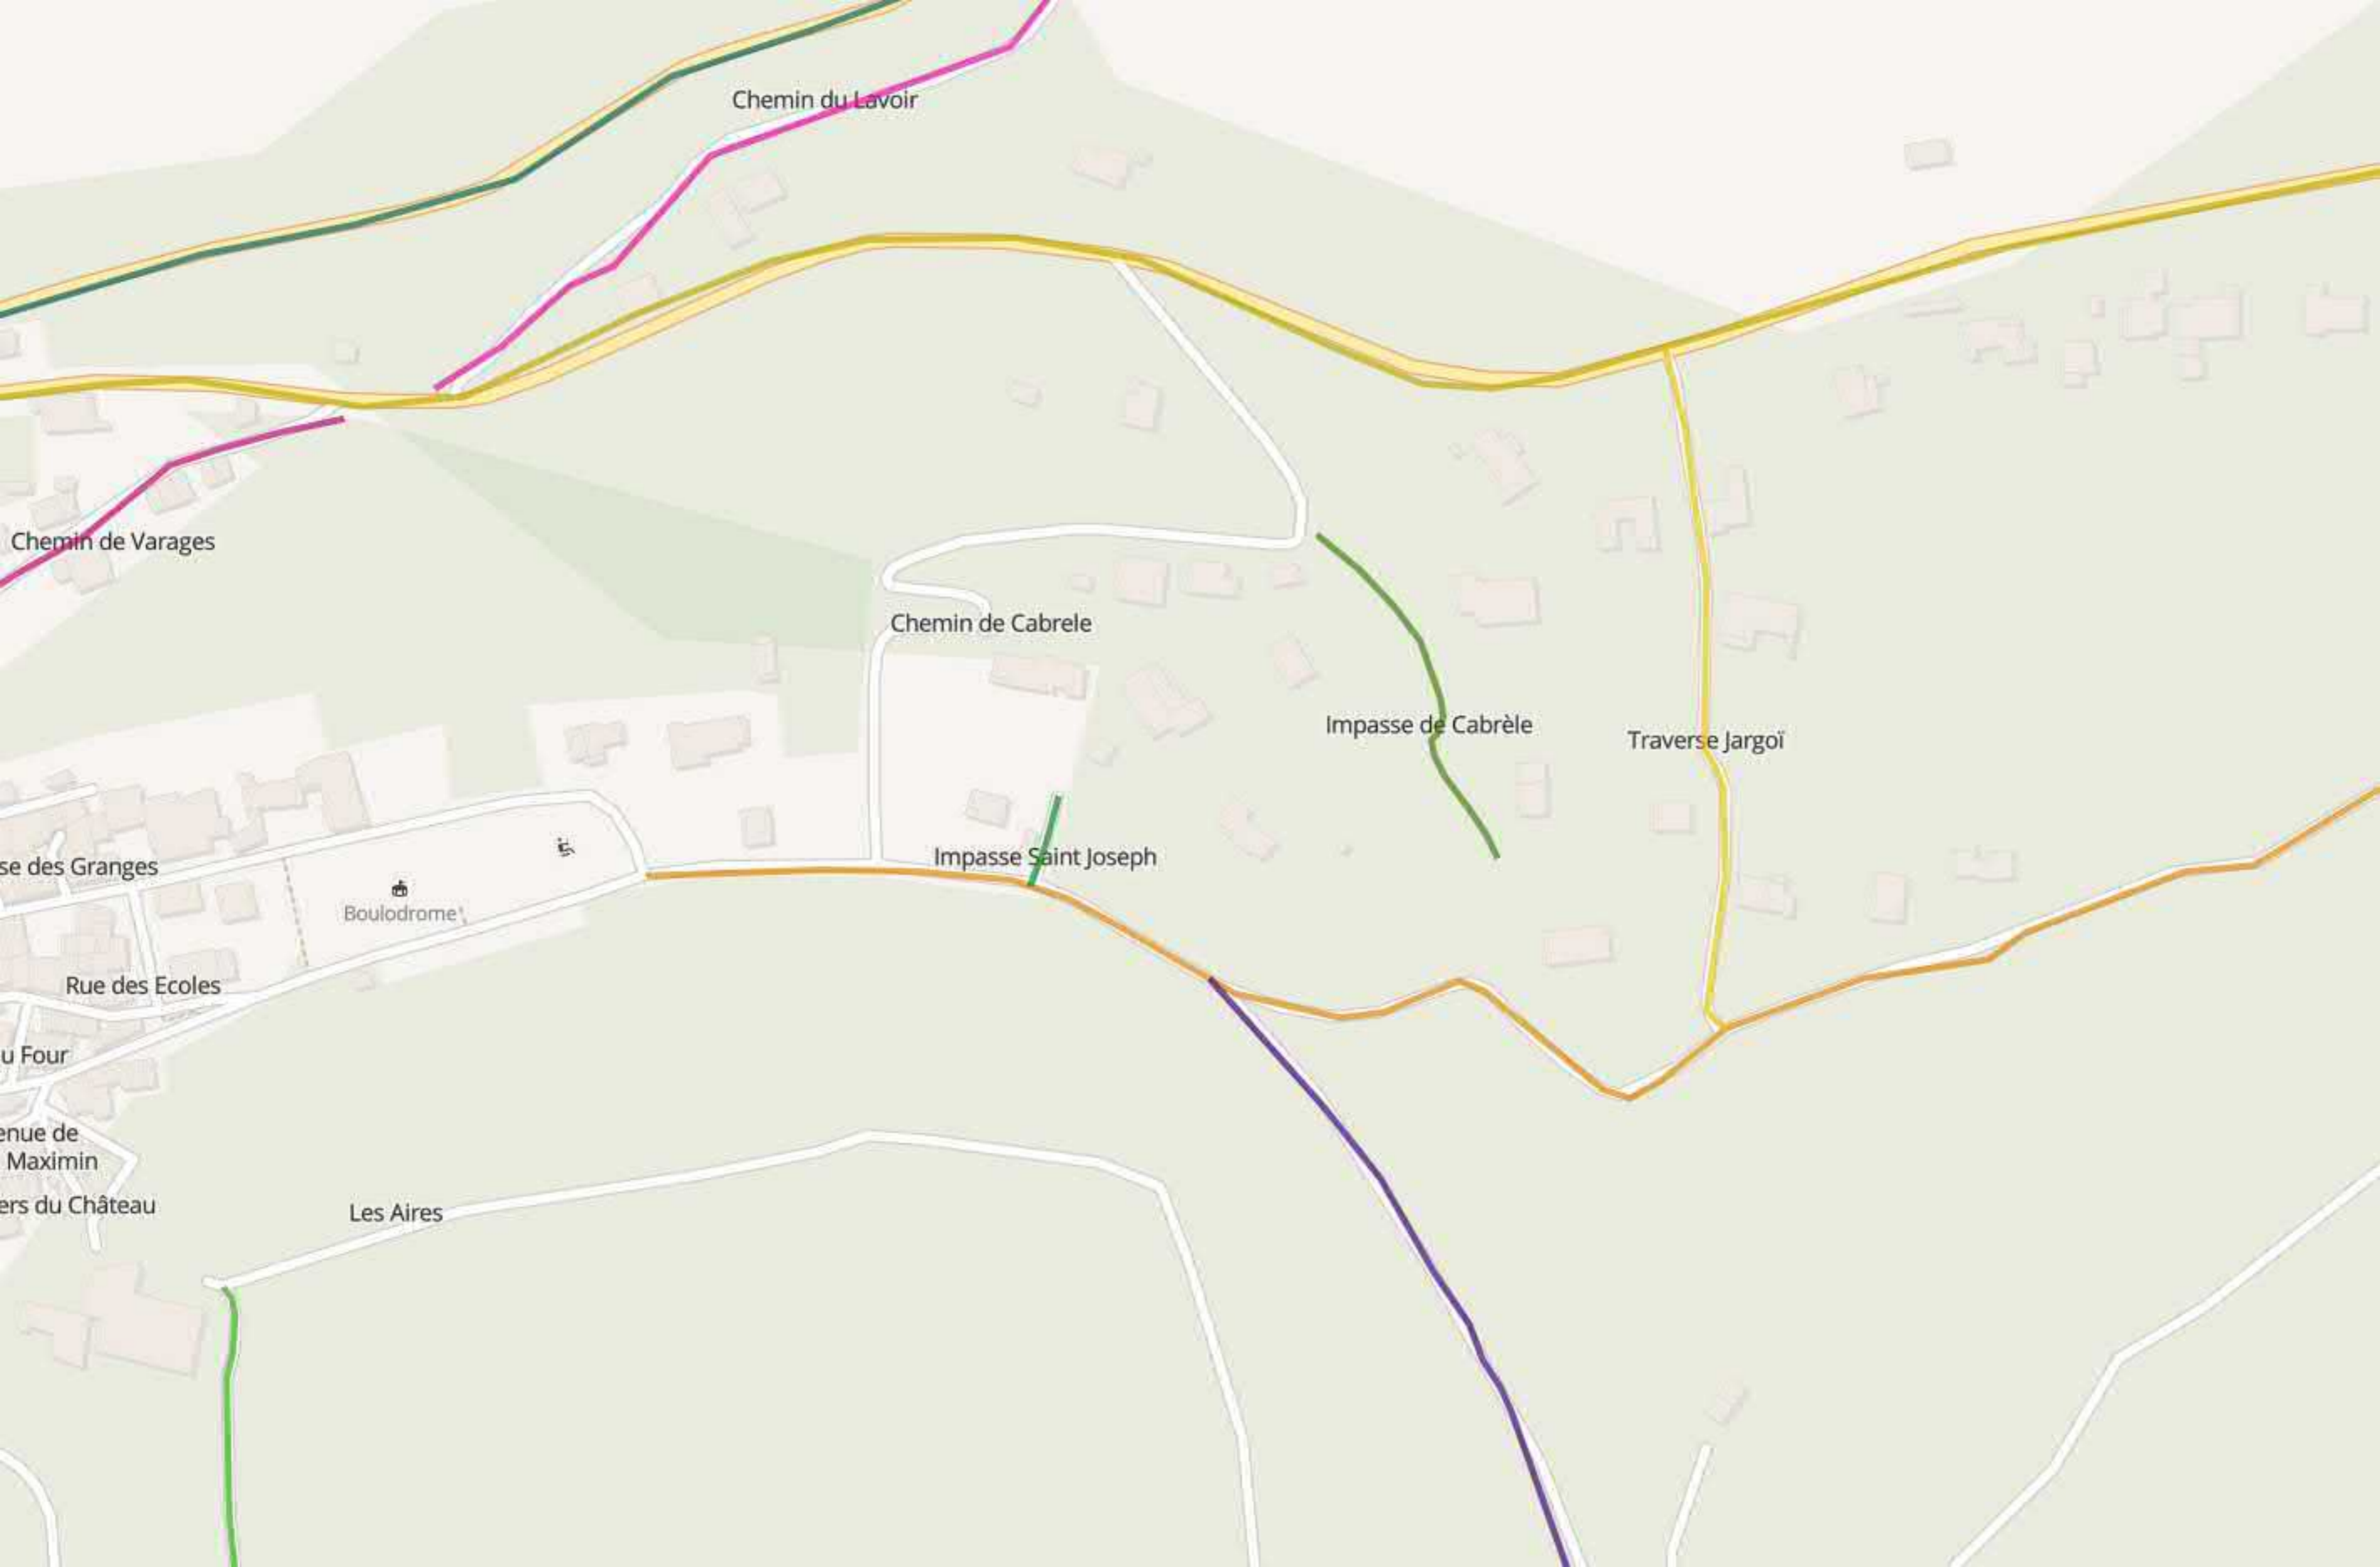 Chemin du Lavoir
Chemin de Varages
Chemin de Cabrele
Impasse de Cabrèle
Traverse Jargoï
Impasse Saint Joseph
se des Granges
Boulodrome
Rue des Ecoles
u Four
enue de
Maximin
ers du Château
Les Aires